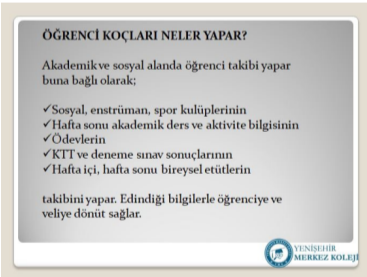 ÖĞRENCİ KOÇLARI NELER YAPAR?
Akademik ve sosyal alanda öğrenci takibi yapar
buna bağlı olarak;
✓Sosyal, enstrüman, spor kulüplerinin
✓Hafta sonu akademik ders ve aktivite bilgisinin
✓Ödevlerin
✓KTT ve deneme sınav sonuçlarının
✓Hafta içi, hafta sonu bireysel etütlerin
takibini yapar. Edindiği bilgilerle öğrenciye ve
veliye dönüt sağlar.
YENİŞEHİR
MERKEZ KOLEJİ